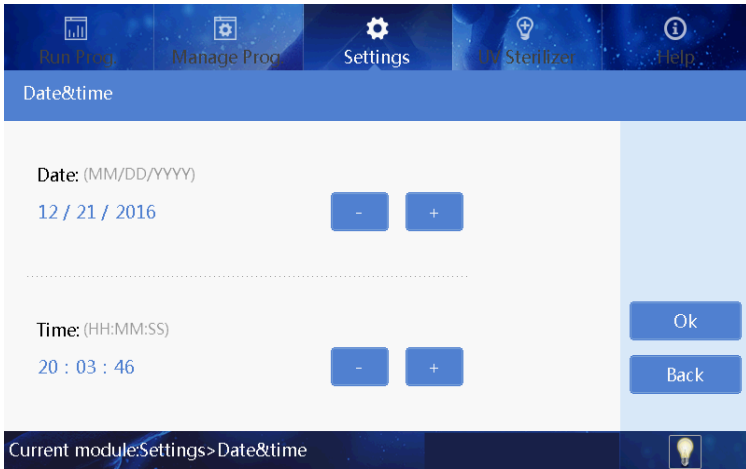 Run Prog. Manage Prog. Settings UV Sterilizer Help
Date&time
Date: (MM/DD/YYYY)
12 / 21 / 2016
- +
Time: (HH:MM:SS)
20 : 03 : 46
- +
Ok
Back
Current module:Settings>Date&time